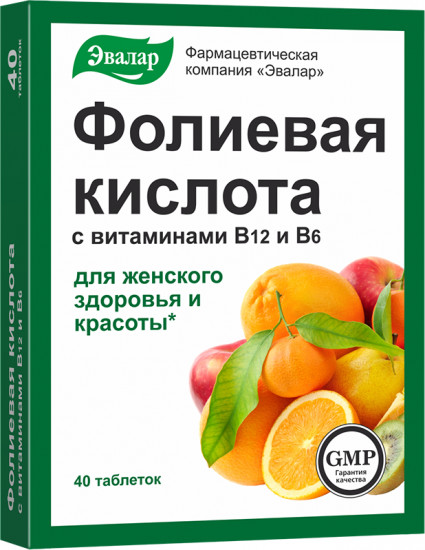 Эвалар
Фармацевтическая
компания «Эвалар»
Фолиевая
кислота
с витаминами B12 и B6
для женского
здоровья и
красоты*
40 таблеток
GMP
Гарантия
качества
40
таблеток
Фолиевая кислота
с витаминами B12 и B6